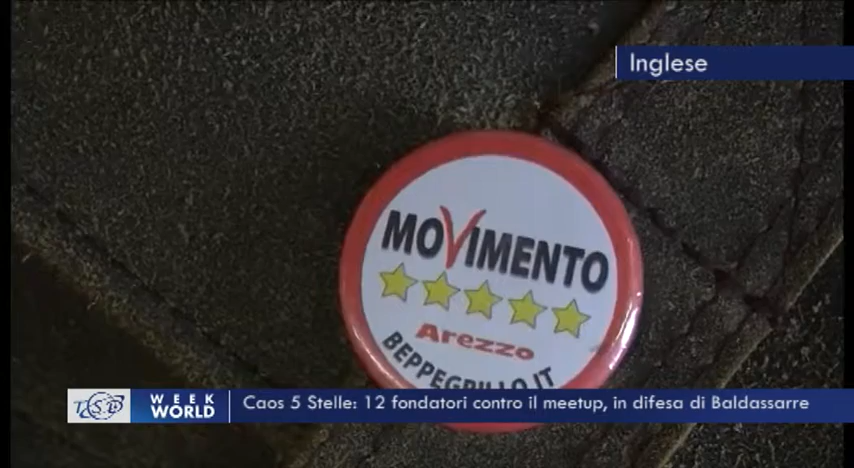 Inglese
MOVIMENTO
Arezzo
BEPPEGRILLO.IT
TSD
WEEK
WORLD
Caos 5 Stelle: 12 fondatori contro il meetup, in difesa di Baldassarre